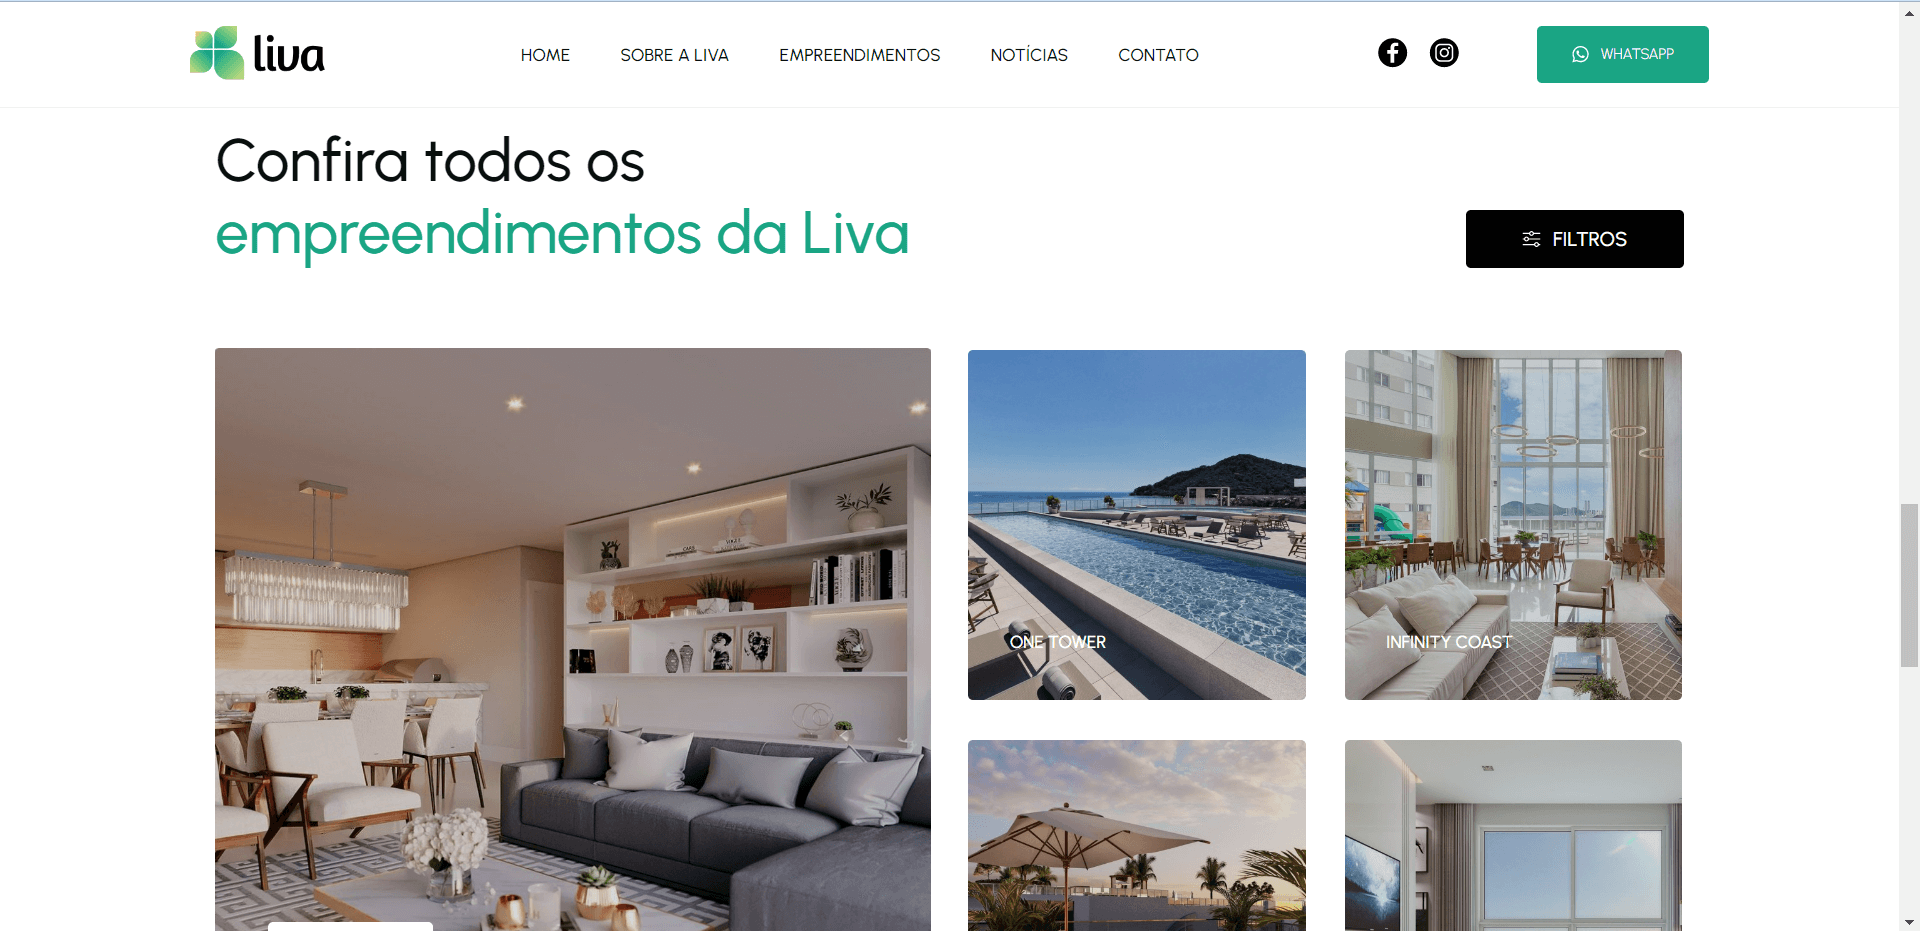 liva
HOME
SOBRE A LIVA
EMPREENDIMENTOS
NOTÍCIAS
CONTATO
WHATSAPP
Confira todos os
empreendimentos da Liva
FILTROS
ONE TOWER
INFINITY COAST